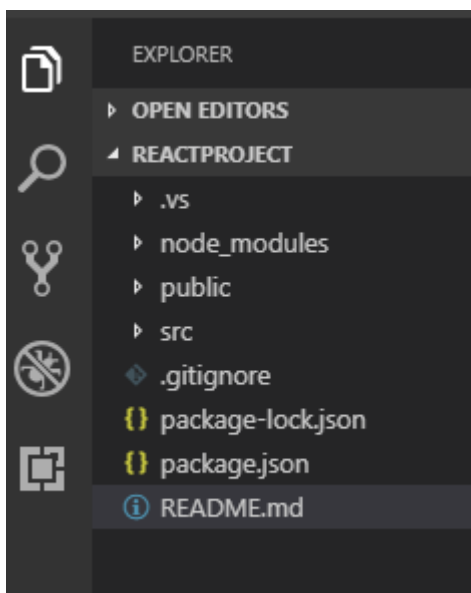 EXPLORER
OPEN EDITORS
REACTPROJECT
.vs
node_modules
public
src
.gitignore
package-lock.json
package.json
README.md